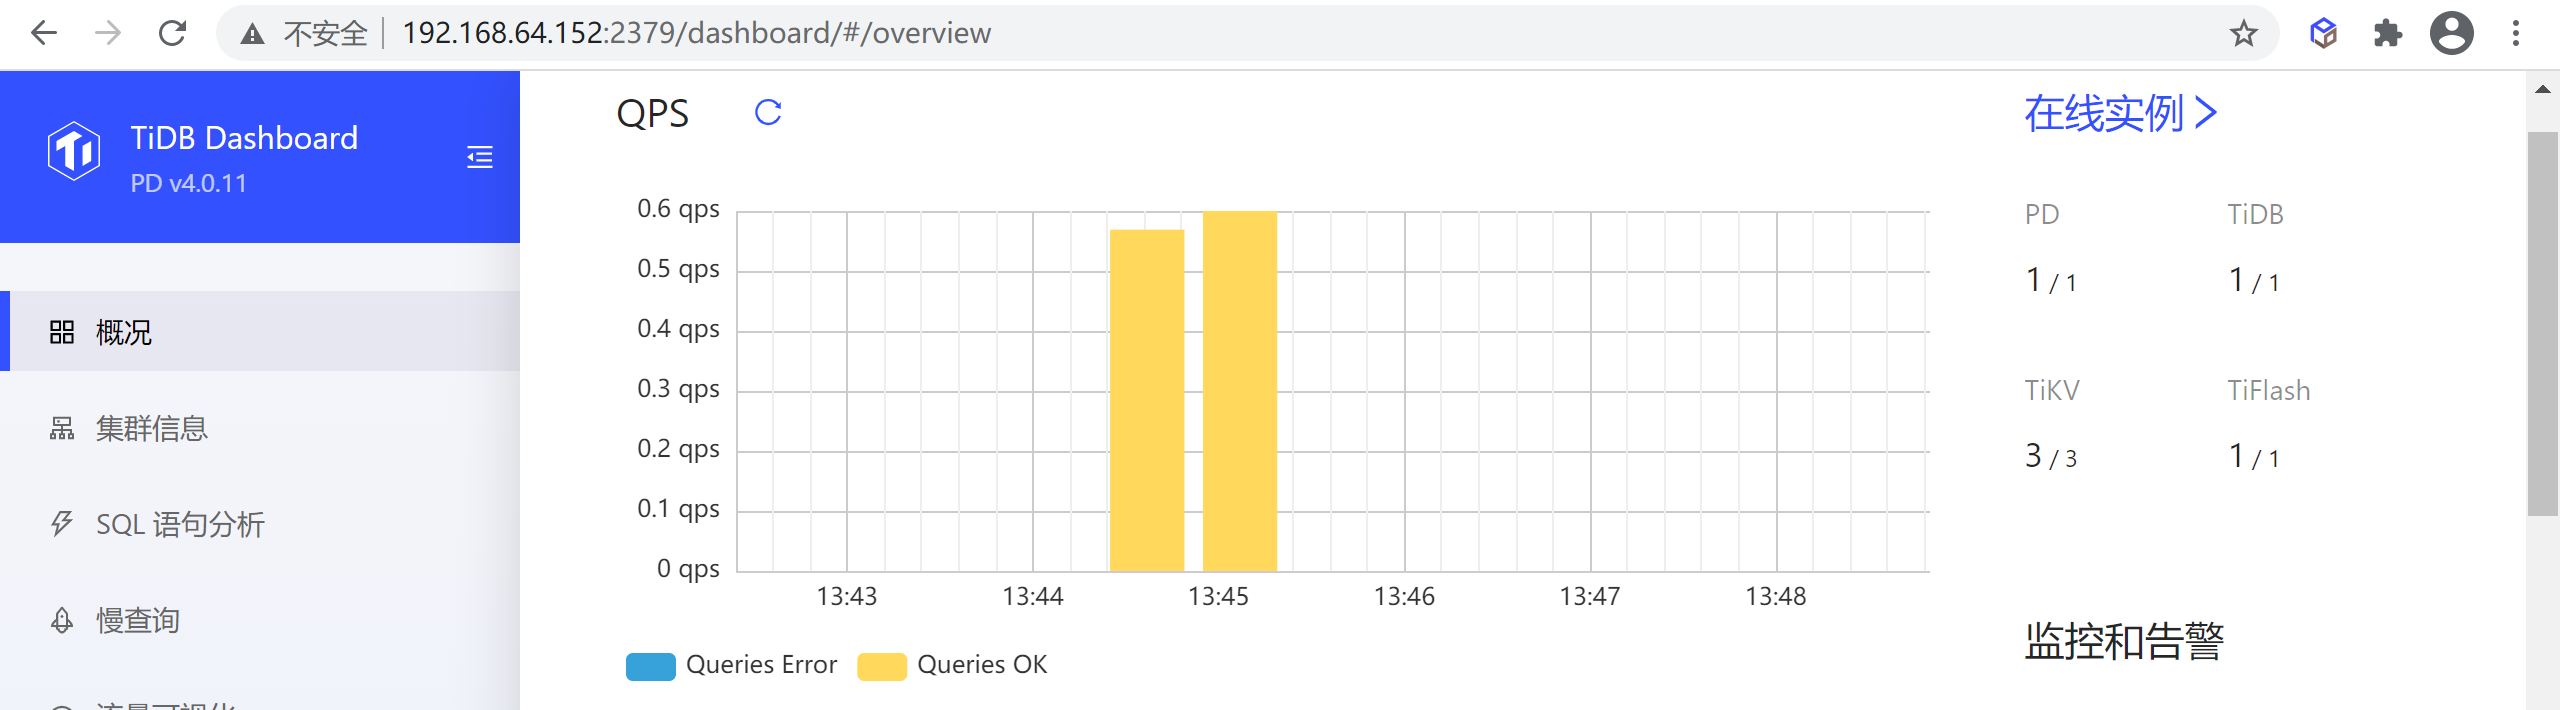 不安全 192.168.64.152:2379/dashboard/#/overview
TiDB Dashboard
PD v4.0.11
概况
集群信息
SQL 语句分析
慢查询
QPS
0.6 qps
0.5 qps
0.4 qps
0.3 qps
0.2 qps
0.1 qps
0 qps
13:43 13:44 13:45 13:46 13:47 13:48
Queries Error Queries OK
在线实例
PD TiDB
1 / 1 1 / 1
TiKV TiFlash
3 / 3 1 / 1
监控和告警